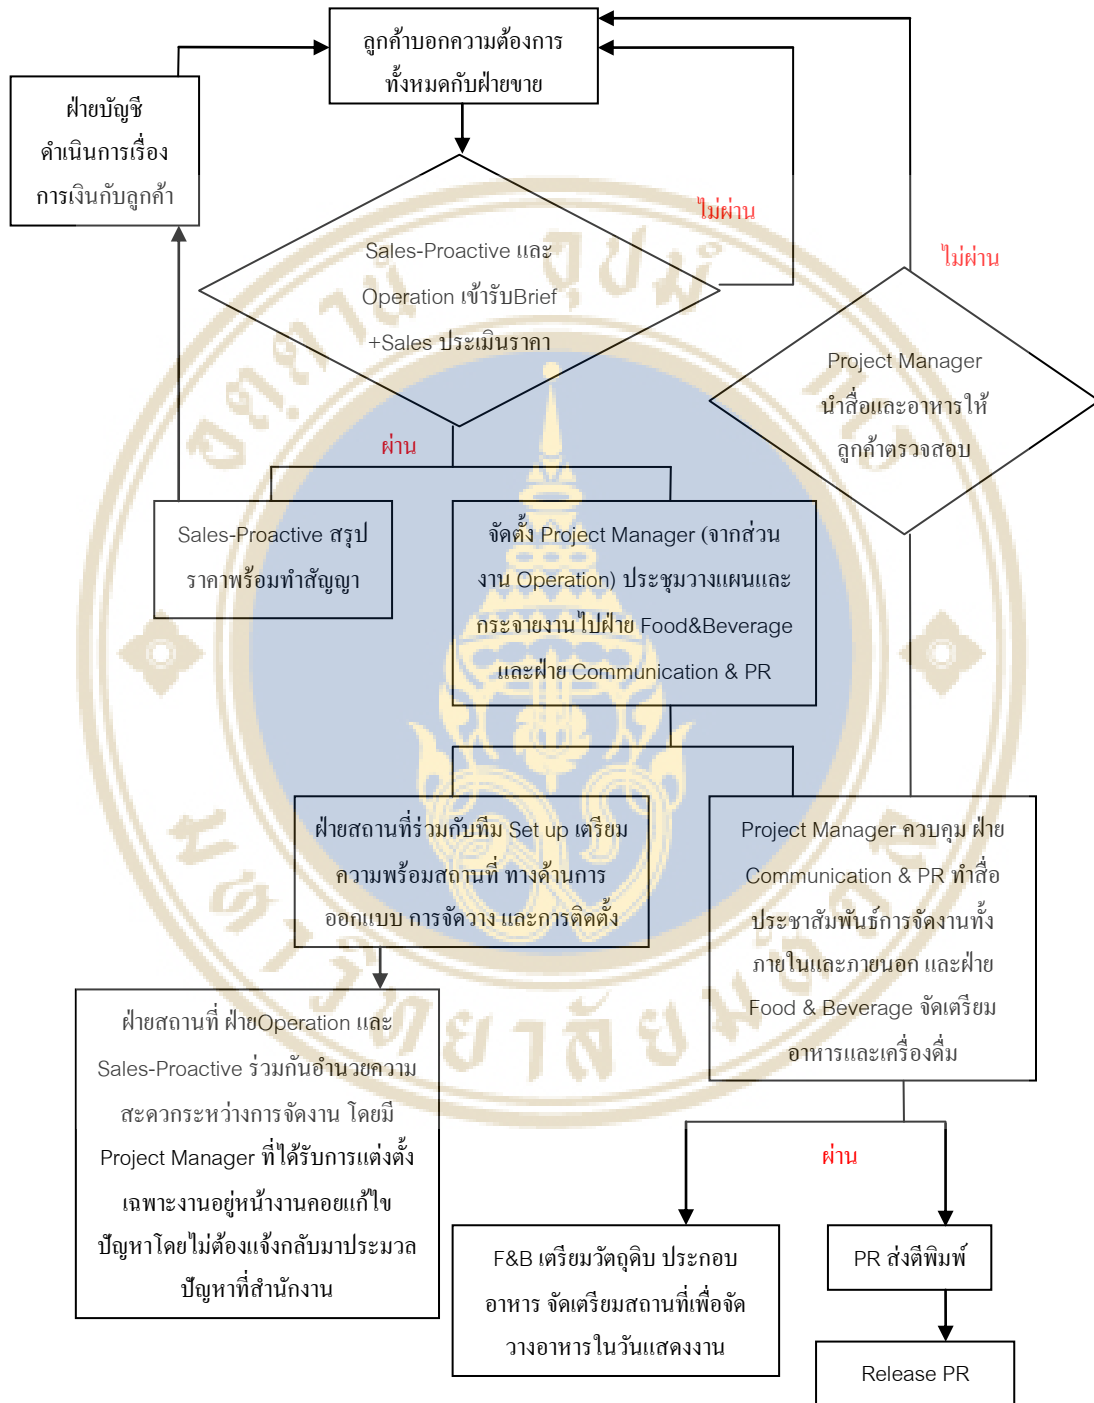 ลูกค้าบอกความต้องการ
ทั้งหมดกับฝ่ายขาย
ฝ่ายบัญชี
ดำเนินการเรื่อง
การเงินกับลูกค้า
ไม่ผ่าน
Sales-Proactive และ
Operation เข้ารับBrief
+Sales ประเมินราคา
ไม่ผ่าน
Project Manager
นำสื่อและอาหารให้
ลูกค้าตรวจสอบ
ผ่าน
Sales-Proactive สรุป
ราคาพร้อมทำสัญญา
จัดตั้ง Project Manager (จากส่วน
งาน Operation) ประชุมวางแผนและ
กระจายงานไปฝ่าย Food&Beverage
และฝ่าย Communication & PR
ฝ่ายสถานที่ร่วมกับทีม Set up เตรียม
ความพร้อมสถานที่ ทางด้านการ
ออกแบบ การจัดวาง และการติดตั้ง
Project Manager ควบคุม ฝ่าย
Communication & PR ทำสื่อ
ประชาสัมพันธ์การจัดงานทั้ง
ภายในและภายนอก และฝ่าย
Food & Beverage จัดเตรียม
อาหารและเครื่องดื่ม
ฝ่ายสถานที่ ฝ่ายOperation และ
Sales-Proactive ร่วมกันอำนวยความ
สะดวกระหว่างการจัดงาน โดยมี
Project Manager ที่ได้รับการแต่งตั้ง
เฉพาะงานอยู่หน้างานคอยแก้ไข
ปัญหาโดยไม่ต้องแจ้งกลับมาประมวล
ปัญหาที่สำนักงาน
ผ่าน
F&B เตรียมวัตถุดิบ ประกอบ
อาหาร จัดเตรียมสถานที่เพื่อจัด
วางอาหารในวันแสดงงาน
PR ส่งตีพิมพ์
Release PR
อตฺตานํ อุปมํ กเร
มหาวิทยาลัยมหิดล